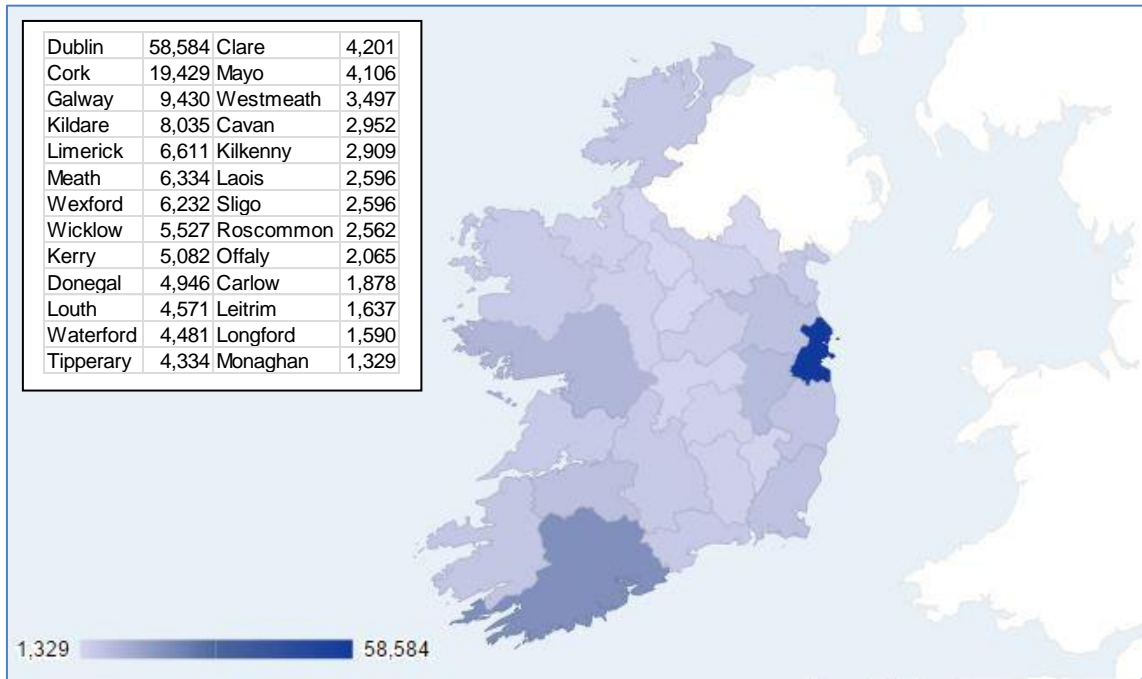 Dublin 58,584 Clare 4,201
Cork 19,429 Mayo 4,106
Galway 9,430 Westmeath 3,497
Kildare 8,035 Cavan 2,952
Limerick 6,611 Kilkenny 2,909
Meath 6,334 Laois 2,596
Wexford 6,232 Sligo 2,596
Wicklow 5,527 Roscommon 2,562
Kerry 5,082 Offaly 2,065
Donegal 4,946 Carlow 1,878
Louth 4,571 Leitrim 1,637
Waterford 4,481 Longford 1,590
Tipperary 4,334 Monaghan 1,329
1,329 58,584